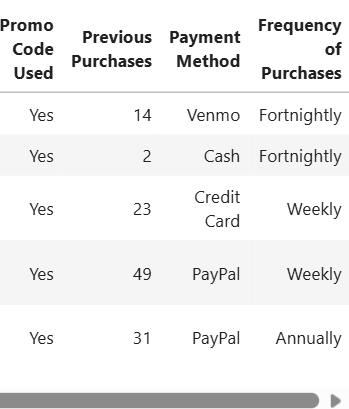 Promo Code Used Previous Purchases Payment Method Frequency of Purchases
Yes 14 Venmo Fortnightly
Yes 2 Cash Fortnightly
Yes 23 Credit Card Weekly
Yes 49 PayPal Weekly
Yes 31 PayPal Annually